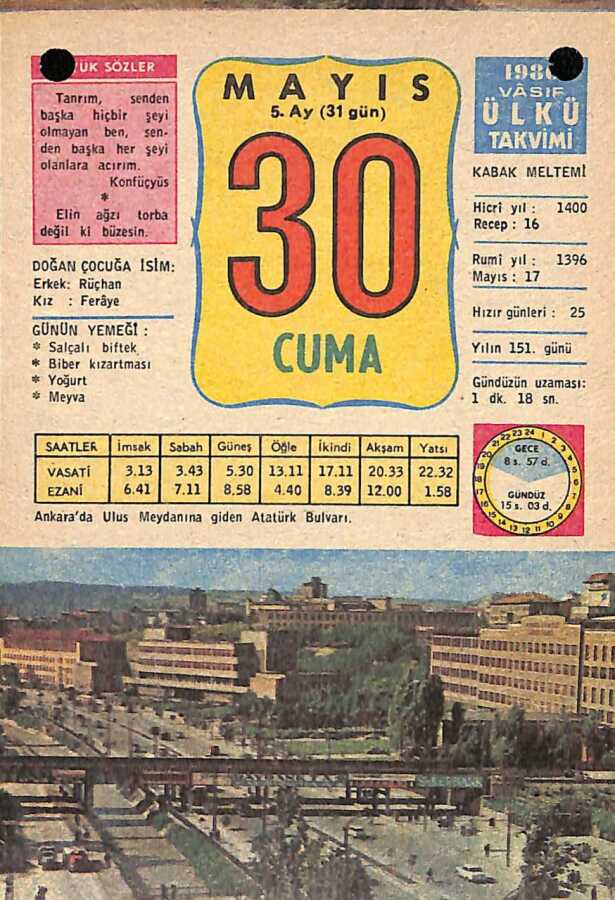 ÜK SÖZLER
Tanrım, senden
başka hiçbir şeyi
olmayan ben, sen-
den başka her şeyi
olanlara acırım.
Konfüçyüs
*
Elin ağzı torba
değil ki büzesin.
DOĞAN ÇOCUĞA İSİM:
Erkek: Rüçhan
Kız : Ferâye
GÜNÜN YEMEĞİ :
* Salçalı biftek
* Biber kızartması
* Yoğurt
* Meyva
MAYIS
5. Ay (31 gün)
30
CUMA
1980
VÂSIF
ÜLKÜ
TAKVİMİ
KABAK MELTEMİ
Hicrî yıl : 1400
Recep : 16
Rumî yıl : 1396
Mayıs : 17
Hızır günleri : 25
Yılın 151. günü
Gündüzün uzaması:
1 dk. 18 sn.
SAATLER İmsak Sabah Güneş Öğle İkindi Akşam Yatsı
VASATİ 3.13 3.43 5.30 13.11 17.11 20.33 22.32
EZANİ 6.41 7.11 8.58 4.40 8.39 12.00 1.58
GECE
8 s. 57 d.
GÜNDÜZ
15 s. 03 d.
Ankara'da Ulus Meydanına giden Atatürk Bulvarı.